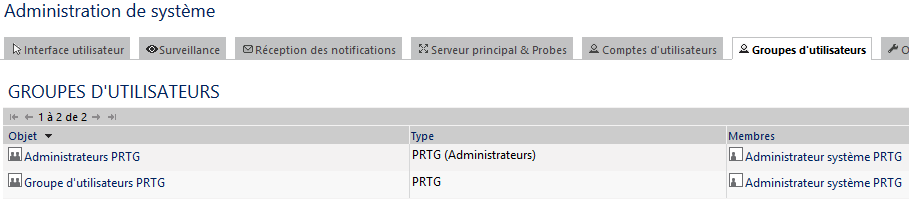 Administration de système
Interface utilisateur Surveillance Réception des notifications Serveur principal & Probes Comptes d'utilisateurs Groupes d'utilisateurs
GROUPES D'UTILISATEURS
1 à 2 de 2
Objet Type Membres
Administrateurs PRTG PRTG (Administrateurs) Administrateur système PRTG
Groupe d'utilisateurs PRTG PRTG Administrateur système PRTG